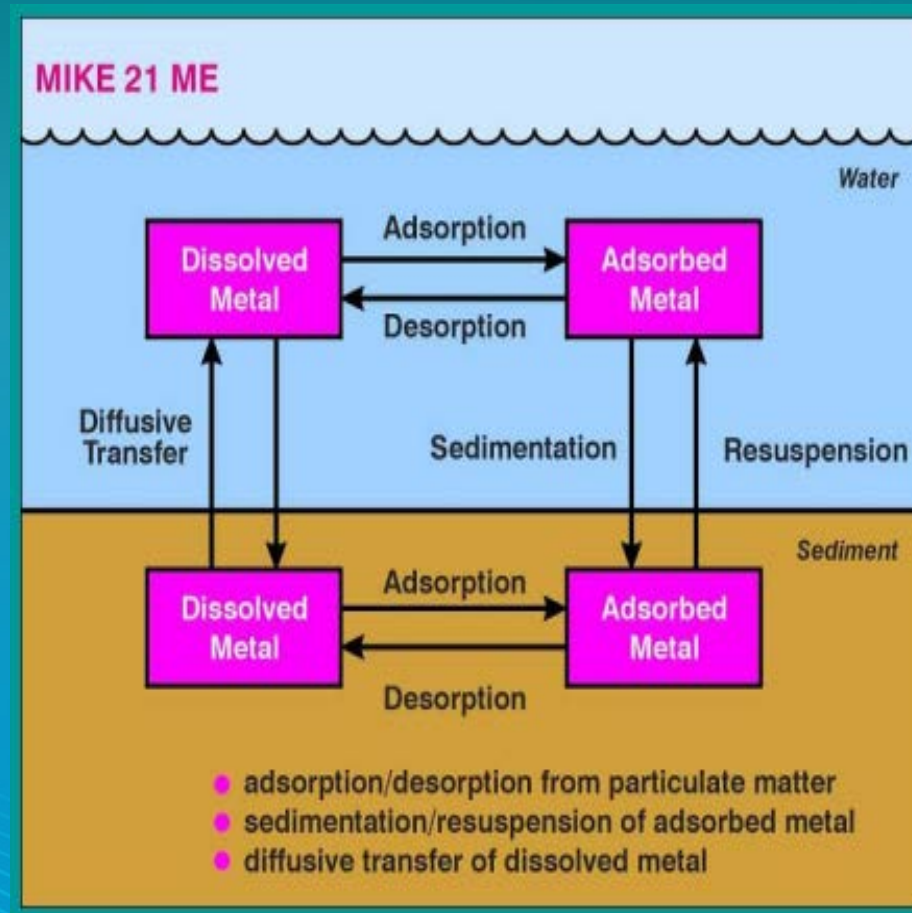 MIKE 21 ME
Water
Adsorption
Dissolved
Metal
Adsorbed
Metal
Desorption
Diffusive
Transfer
Sedimentation
Resuspension
Sediment
Adsorption
Dissolved
Metal
Adsorbed
Metal
Desorption
adsorption/desorption from particulate matter
sedimentation/resuspension of adsorbed metal
diffusive transfer of dissolved metal